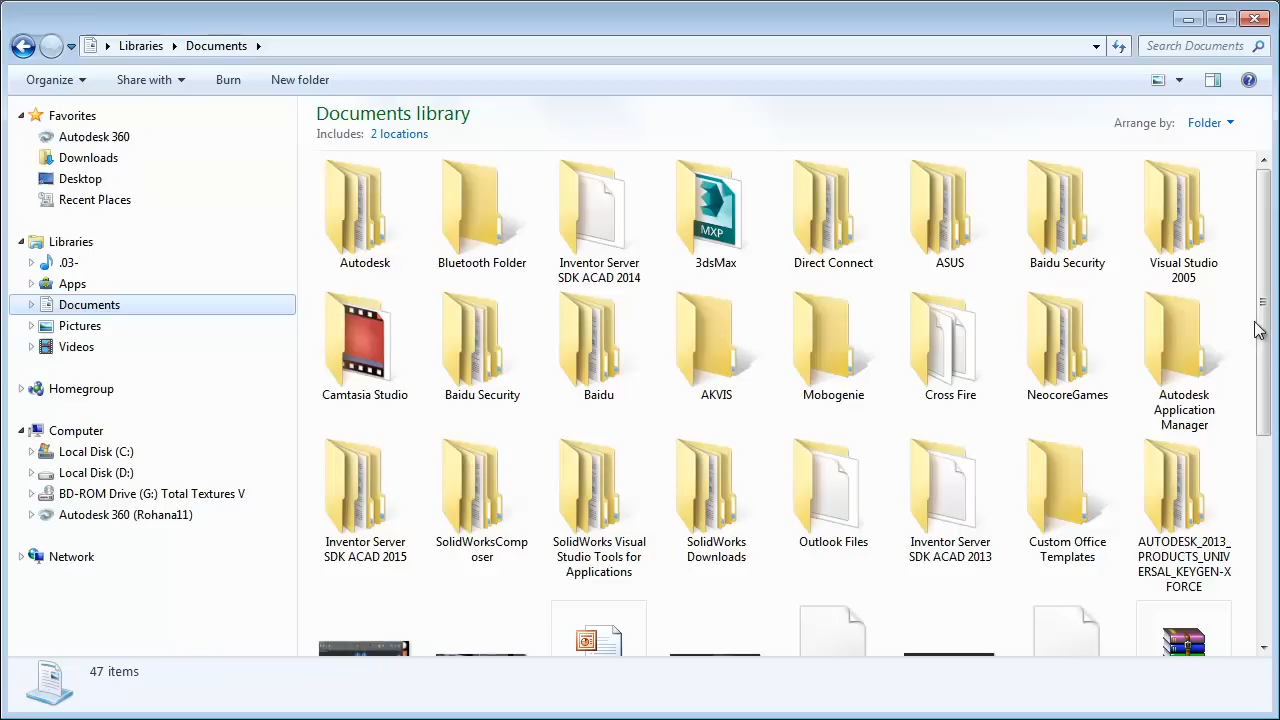 Libraries Documents
Search Documents
Organize Share with Burn New folder
Favorites
Autodesk 360
Downloads
Desktop
Recent Places
Libraries
.03-
Apps
Documents
Pictures
Videos
Homegroup
Computer
Local Disk (C:)
Local Disk (D:)
BD-ROM Drive (G:) Total Textures V
Autodesk 360 (Rohana11)
Network
Documents library
Includes: 2 locations
Arrange by: Folder
Autodesk
Bluetooth Folder
Inventor Server
SDK ACAD 2014
MXP
3dsMax
Direct Connect
ASUS
Baidu Security
Visual Studio
2005
Camtasia Studio
Baidu Security
Baidu
AKVIS
Mobogenie
Cross Fire
NeocoreGames
Autodesk
Application
Manager
Inventor Server
SDK ACAD 2015
SolidWorksComp
oser
SolidWorks Visual
Studio Tools for
Applications
SolidWorks
Downloads
Outlook Files
Inventor Server
SDK ACAD 2013
Custom Office
Templates
AUTODESK_2013_
PRODUCTS_UNIV
ERSAL_KEYGEN-X
FORCE
47 items